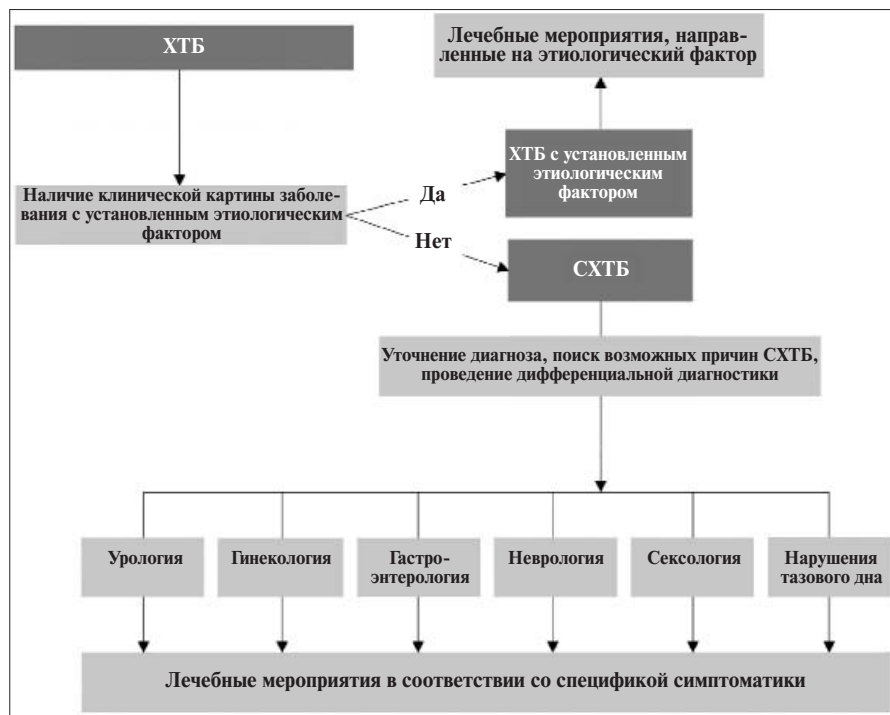 ХТБ
Лечебные мероприятия, направ-
ленные на этиологический фактор
ХТБ с установленным
этиологическим
фактором
Наличие клинической картины заболе-
вания с установленным этиологическим
фактором
Да
Нет
СХТБ
Уточнение диагноза, поиск возможных причин СХТБ,
проведение дифференциальной диагностики
Урология
Гинекология
Гастро-
энтерология
Неврология
Сексология
Нарушения
тазового дна
Лечебные мероприятия в соответствии со спецификой симптоматики